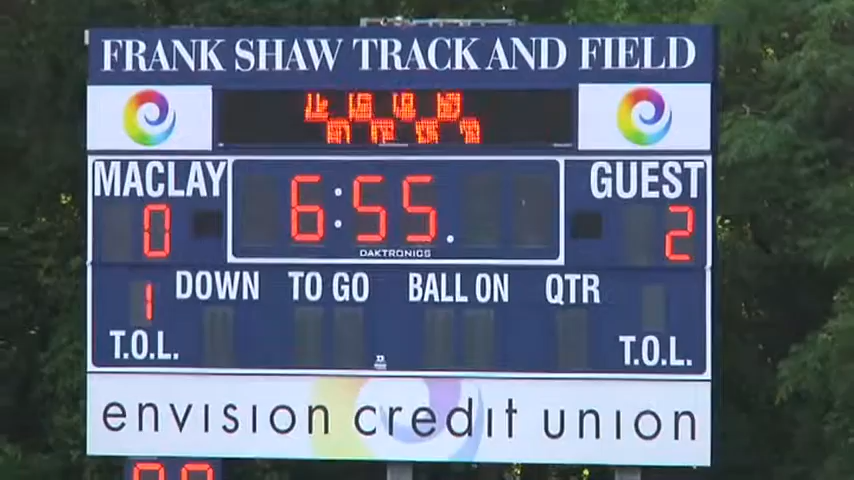 FRANK SHAW TRACK AND FIELD
MACLAY 6:55. GUEST
0 DAKTRONICS 2
1 DOWN TO GO BALL ON QTR
T.O.L. T.O.L.
envision credit union